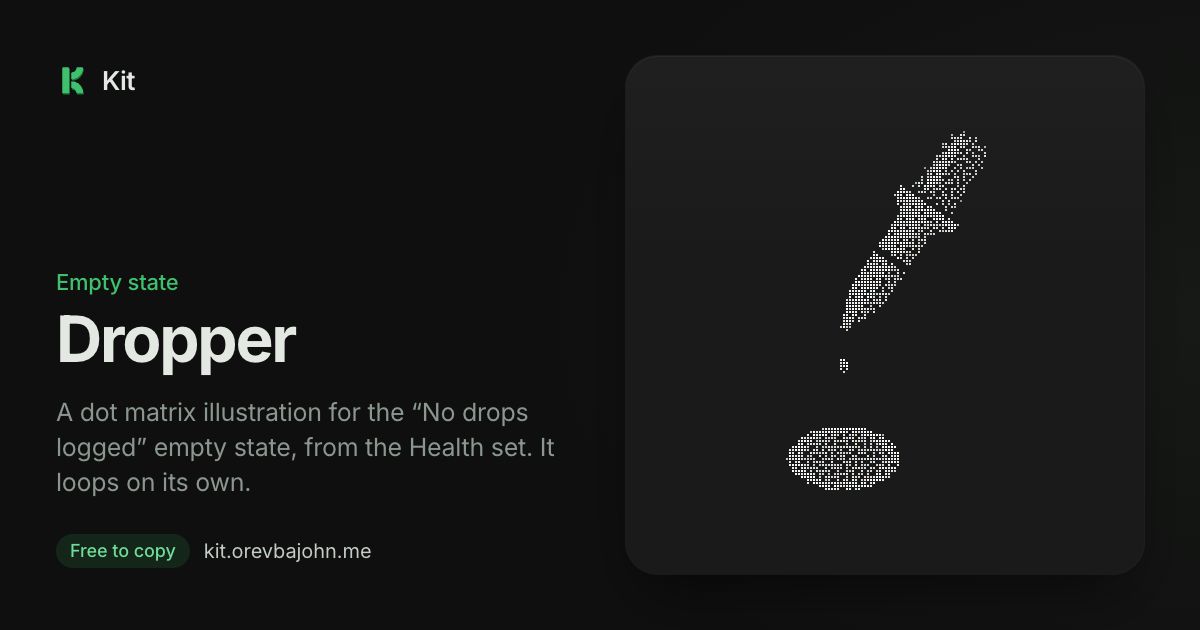 Kit
Empty state
Dropper
A dot matrix illustration for the “No drops
logged” empty state, from the Health set. It
loops on its own.
Free to copy
kit.orevbajohn.me